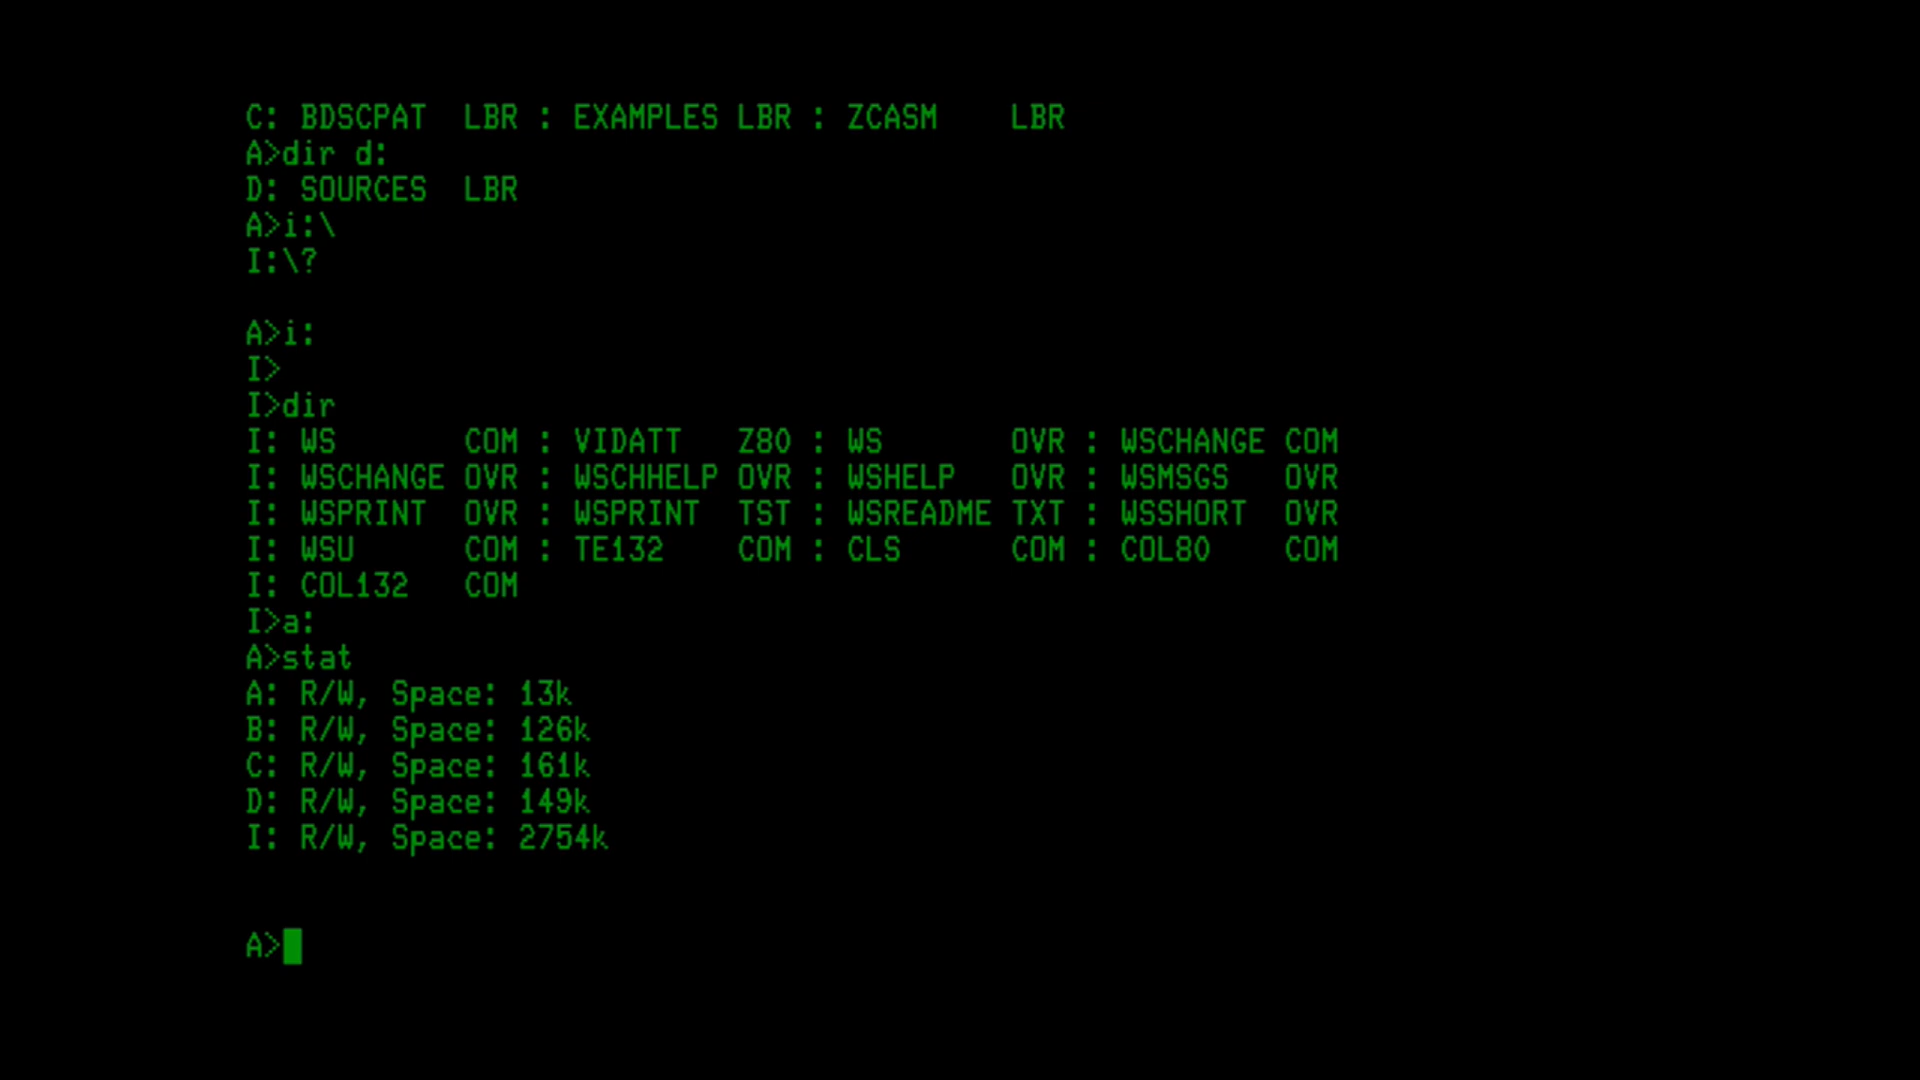 C: BDSCPAT  LBR : EXAMPLES LBR : ZCASM    LBR
A>dir d:
D: SOURCES  LBR
A>i:\
I:\?
A>i:
I>
I>dir
I: WS       COM : VIDATT   Z80 : WS       OVR : WSCHANGE COM
I: WSCHANGE OVR : WSCHHELP OVR : WSHELP   OVR : WSMSGS   OVR
I: WSPRINT  OVR : WSPRINT  TST : WSREADME TXT : WSSHORT  OVR
I: WSU      COM : TE132    COM : CLS      COM : COL80    COM
I: COL132   COM
I>a:
A>stat
A: R/W, Space: 13k
B: R/W, Space: 126k
C: R/W, Space: 161k
D: R/W, Space: 149k
I: R/W, Space: 2754k
A>